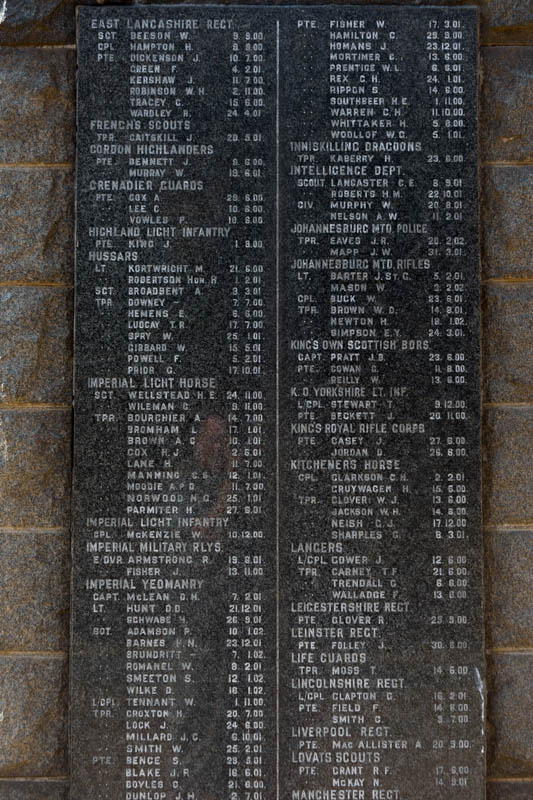 EAST LANCASHIRE REGT.
SGT. BEESON W. 9. 8.00.
CPL. HAMPTON H. 9. 8.00.
PTE. DICKENSON J. 10. 7.00.
GREEN F. 4. 2.01.
KERSHAW J. 11. 7.00.
ROBINSON W.H. 2. 11.00.
TRACEY C. 15. 6.00.
WARDLEY R. 24. 4.01.
FRENCH'S SCOUTS
TPR. GAITSKILL J. 20. 5.01.
GORDON HIGHLANDERS
PTE. BENNETT J. 8. 6.00.
MURRAY W. 19. 6.01.
GRENADIER GUARDS
PTE. COX A. 29. 6.00.
LEE C. 10. 6.00.
VOWLES F. 10. 6.00.
HIGHLAND LIGHT INFANTRY
PTE. KING J. 1. 8.00.
HUSSARS
LT. KORTWRIGHT M. 21. 6.00.
ROBERTSON HON. H. 1. 2.01.
SGT. BROADBENT A. 3. 3.01.
TPR. DOWNEY 7. 7.00.
HEMENS E. 6. 6.00.
LUDGAY T.R. 17. 7.00.
SPRY W. 25. 1.01.
GIBBARD W. 15. 5.01.
POWELL F. 5. 2.01.
PRIOR G. 17. 10.01.
IMPERIAL LIGHT HORSE
SGT. WELLSTEAD H.E. 24. 11.00.
WILEMAN C. 9. 11.00.
TPR. BOURCHIER A. 14. 7.00.
BROMHAM L. 17. 1.01.
BROWN A.C. 10. 1.01.
COX H.J. 2. 6.01.
LANE H. 11. 7.00.
MANNING C.S. 12. 1.01.
MOODIE A.P.D. 11. 7.00.
NORWOOD N.G. 25. 1.01.
PARMITER H. 27. 8.01.
IMPERIAL LIGHT INFANTRY
CPL. McKENZIE W. 10. 12.00.
IMPERIAL MILITARY RLYS.
E/DVR. ARMSTRONG R. 19. 8.01.
FISHER J. 13. 11.00.
IMPERIAL YEOMANRY
CAPT. McLEAN D.H. 7. 2.01.
LT. HUNT D.D. 21. 12.01.
SCHWABE H. 26. 9.01.
SGT. ADAMSON P. 10. 1.02.
BARNES H.N. 23. 12.01.
BRUNDRITT – 7. 1.02.
ROMANEL W. 8. 2.01.
SMEETON S. 12. 1.02.
WILKE D. 16. 1.02.
L/CPL. TENNANT W. 1. 11.00.
TPR. CROXTON H. 20. 7.00.
LOCK J. 24. 6.00.
MILLARD J.C. 6. 10.01.
SMITH W. 25. 2.01.
PTE. BENCE S. 28. 5.01.
BLAKE J.R. 16. 6.01.
BOYLES C. 21. 6.00.
DUNLOP J.H. 2. 7.01.
PTE. FISHER W. 17. 3.01.
HAMILTON C. 29. 9.00.
HOMANS J. 23. 12.01.
MORTIMER C. 13. 6.00.
PRENTICE W.L. 6. 6.01.
REX C.H. 24. 1.01.
RIPPON S. 14. 6.00.
SOUTHBEER H.E. 1. 11.00.
WARREN C.H. 11. 10.00.
WHITTAKER H. 5. 8.00.
WOOLLOF W.C. 5. 1.01.
INNISKILLING DRAGOONS
TPR. KABERRY H. 23. 6.00.
INTELLIGENCE DEPT.
SCOUT LANCASTER C.E. 8. 9.01.
ROBERTS H.M. 22. 10.01.
CIV. MURPHY W. 20. 8.01.
NELSON A.W. 11. 2.01.
JOHANNESBURG MTD. POLICE
TPR. EAVES J.R. 20. 2.02.
MAPP J.W. 31. 3.01.
JOHANNESBURG MTD. RIFLES
LT. BARTER J.ST.C. 5. 2.01.
MASON W. 2. 2.02.
CPL. BUCK W. 23. 6.01.
TPR. BROWN W.D. 14. 8.01.
NEWTON H. 18. 1.02.
SIMPSON E.Y. 24. 3.01.
KING'S OWN SCOTTISH BORS.
CAPT. PRATT J.B. 23. 8.00.
PTE. COWAN C. 11. 8.00.
REILLY W. 13. 6.00.
K.O. YORKSHIRE LT. INF.
L/CPL. STEWART T. 9. 12.00.
PTE. BECKETT J. 20. 11.00.
KING'S ROYAL RIFLE CORPS
PTE. CASEY J. 27. 8.00.
JORDAN D. 26. 8.00.
KITCHENERS HORSE
CPL. CLARKSON C.H. 2. 2.01.
CRUYWAGEN H. 15. 5.00.
TPR. CLOVER W.J. 13. 6.00.
JACKSON W.H. 14. 8.00.
NEISH C.J. 17. 12.00.
SHARPLES G. 8. 3.01.
LANCERS
L/CPL. GOWER J. 12. 6.00.
TPR. CARNEY T.F. 21. 6.00.
TRENDALL C. 6. 6.00.
WALLADGE F. 13. 6.00.
LEICESTERSHIRE REGT.
PTE. GLOVER R. 25. 9.00.
LEINSTER REGT.
PTE. FOLLEY J. 30. 8.00.
LIFE GUARDS
TPR. MOSS T. 14. 6.00.
LINCOLNSHIRE REGT.
L/CPL. CLAPTON C. 16. 2.01.
PTE. FIELD F. 14. 8.00.
SMITH G. 3. 7.00.
LIVERPOOL REGT.
PTE. MACALLISTER A. 20. 9.00.
LOVATS SCOUTS
PTE. GRANT R.F. 17. 6.00.
McKAY N. 14. 9.01.
MANCHESTER REGT.